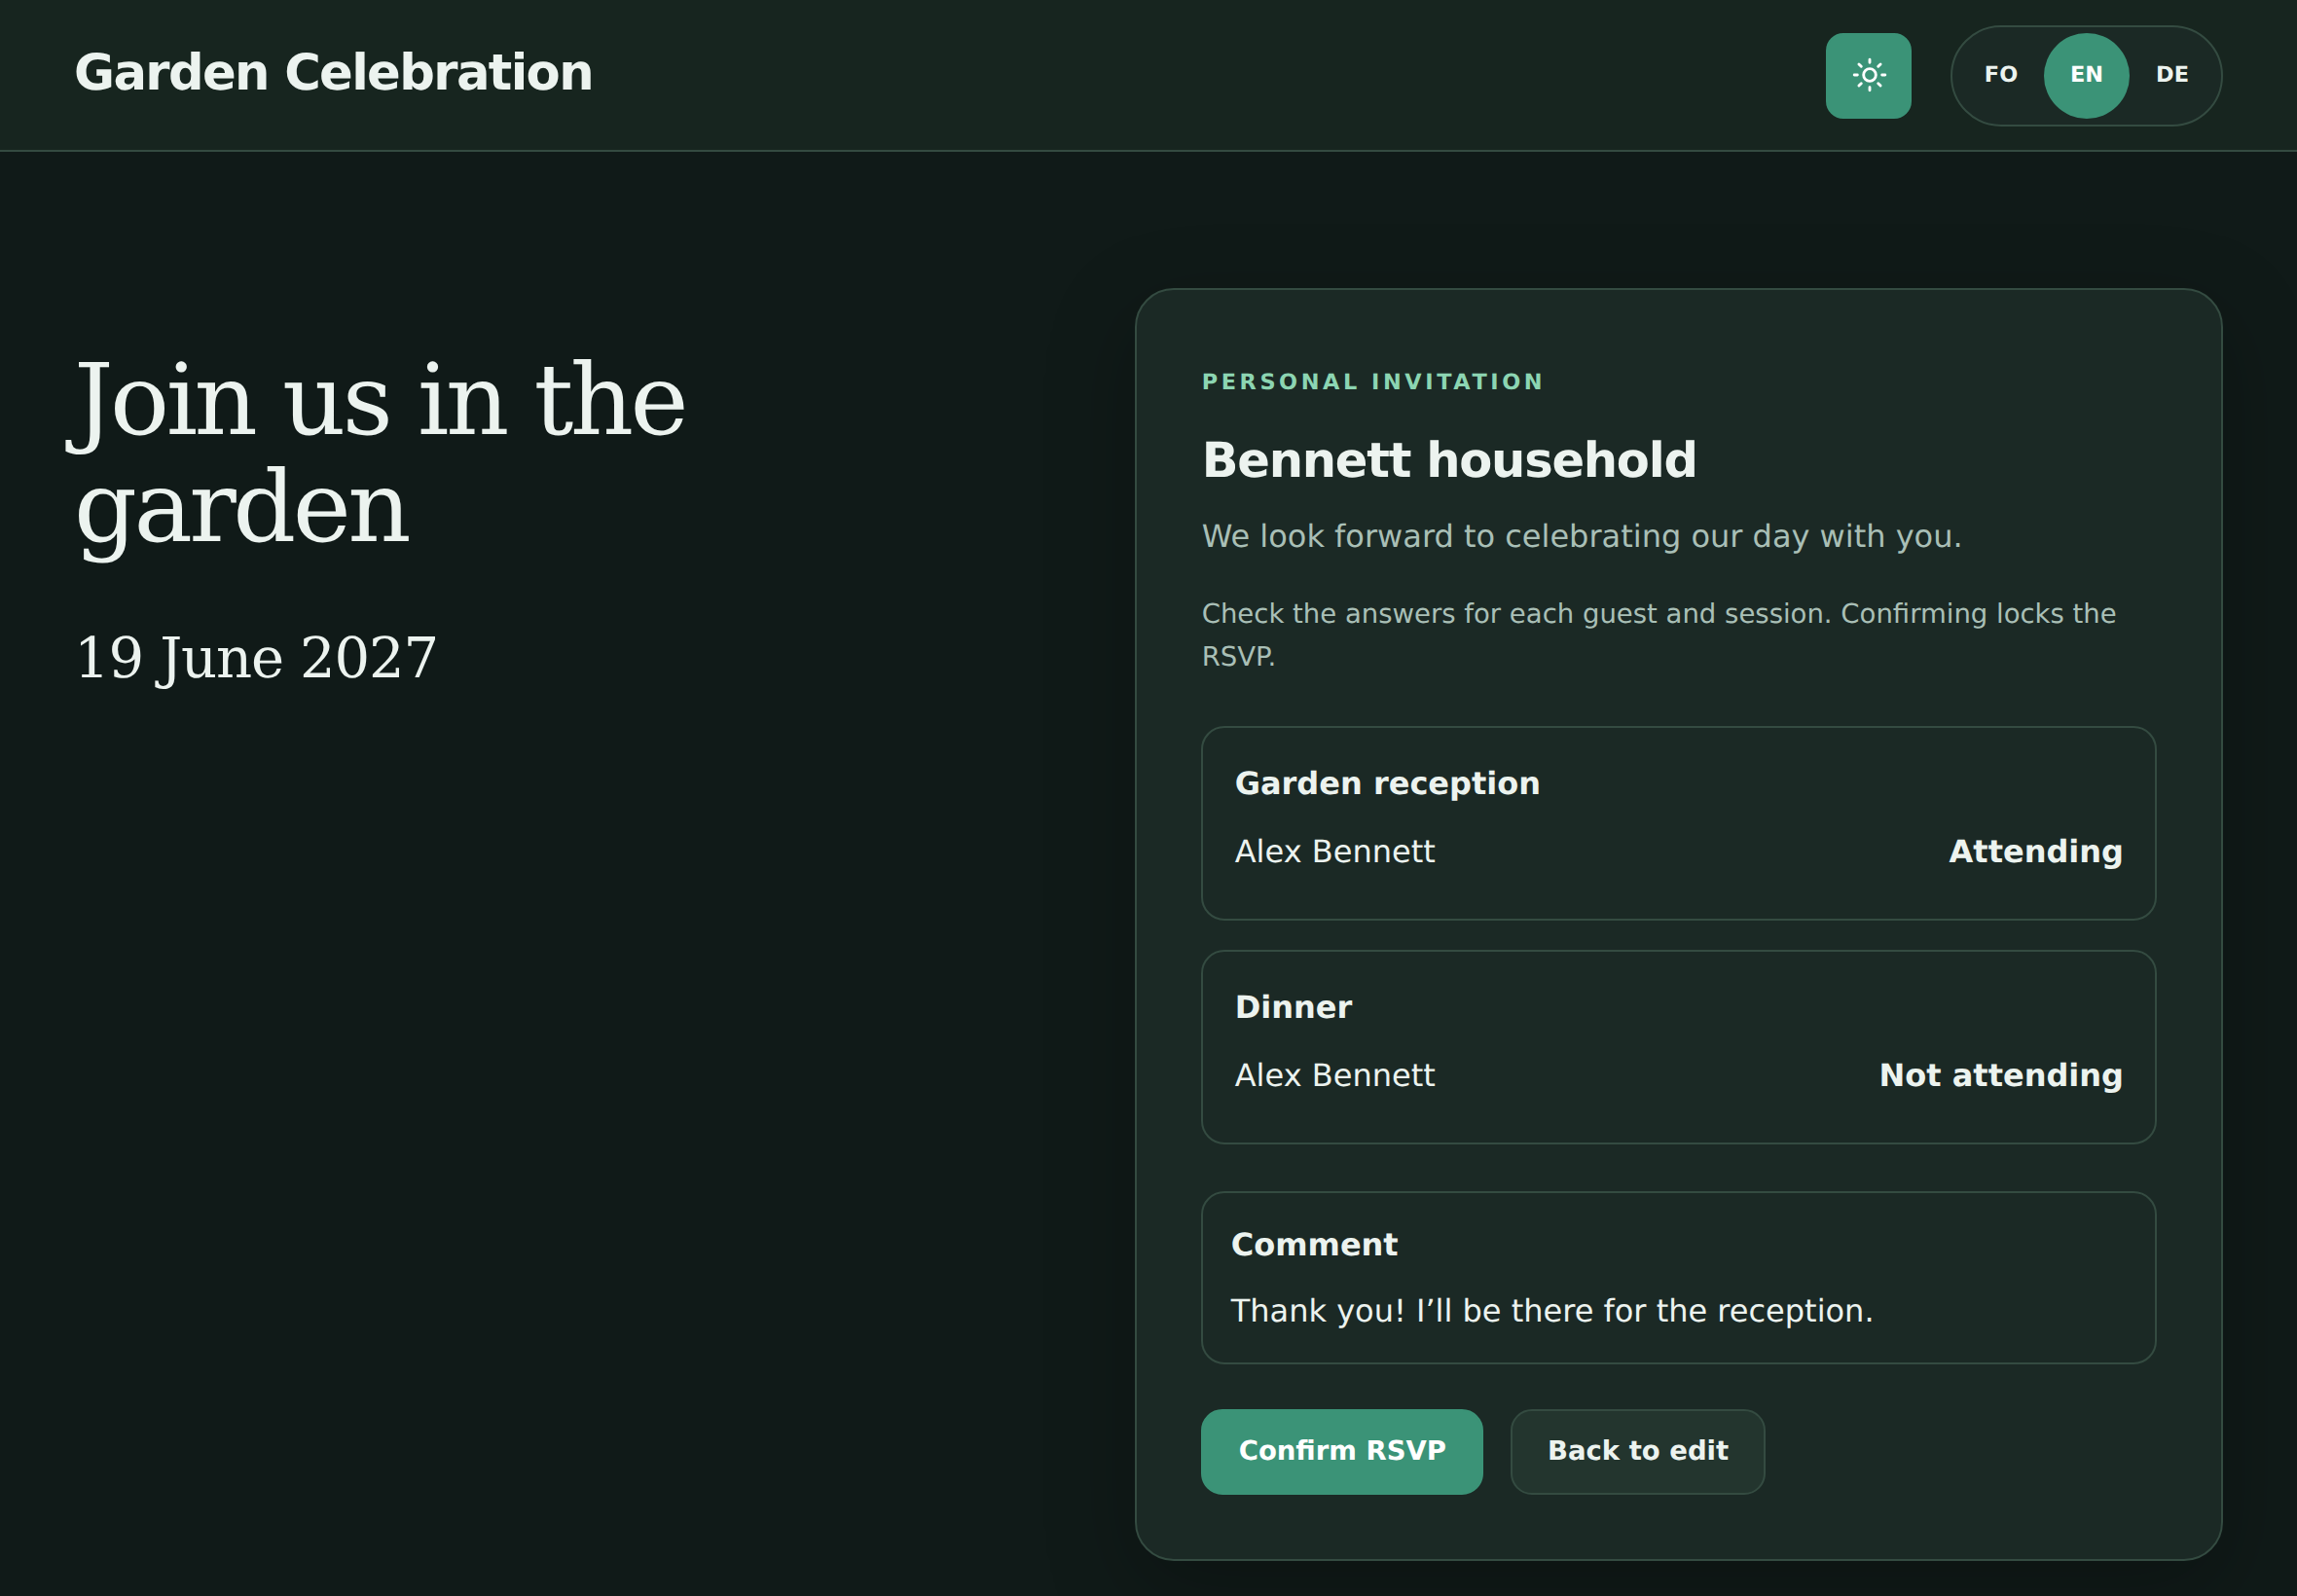 Garden Celebration
FO EN DE
Join us in the
garden
19 June 2027
PERSONAL INVITATION
Bennett household
We look forward to celebrating our day with you.
Check the answers for each guest and session. Confirming locks the
RSVP.
Garden reception
Alex Bennett Attending
Dinner
Alex Bennett Not attending
Comment
Thank you! I’ll be there for the reception.
Confirm RSVP Back to edit